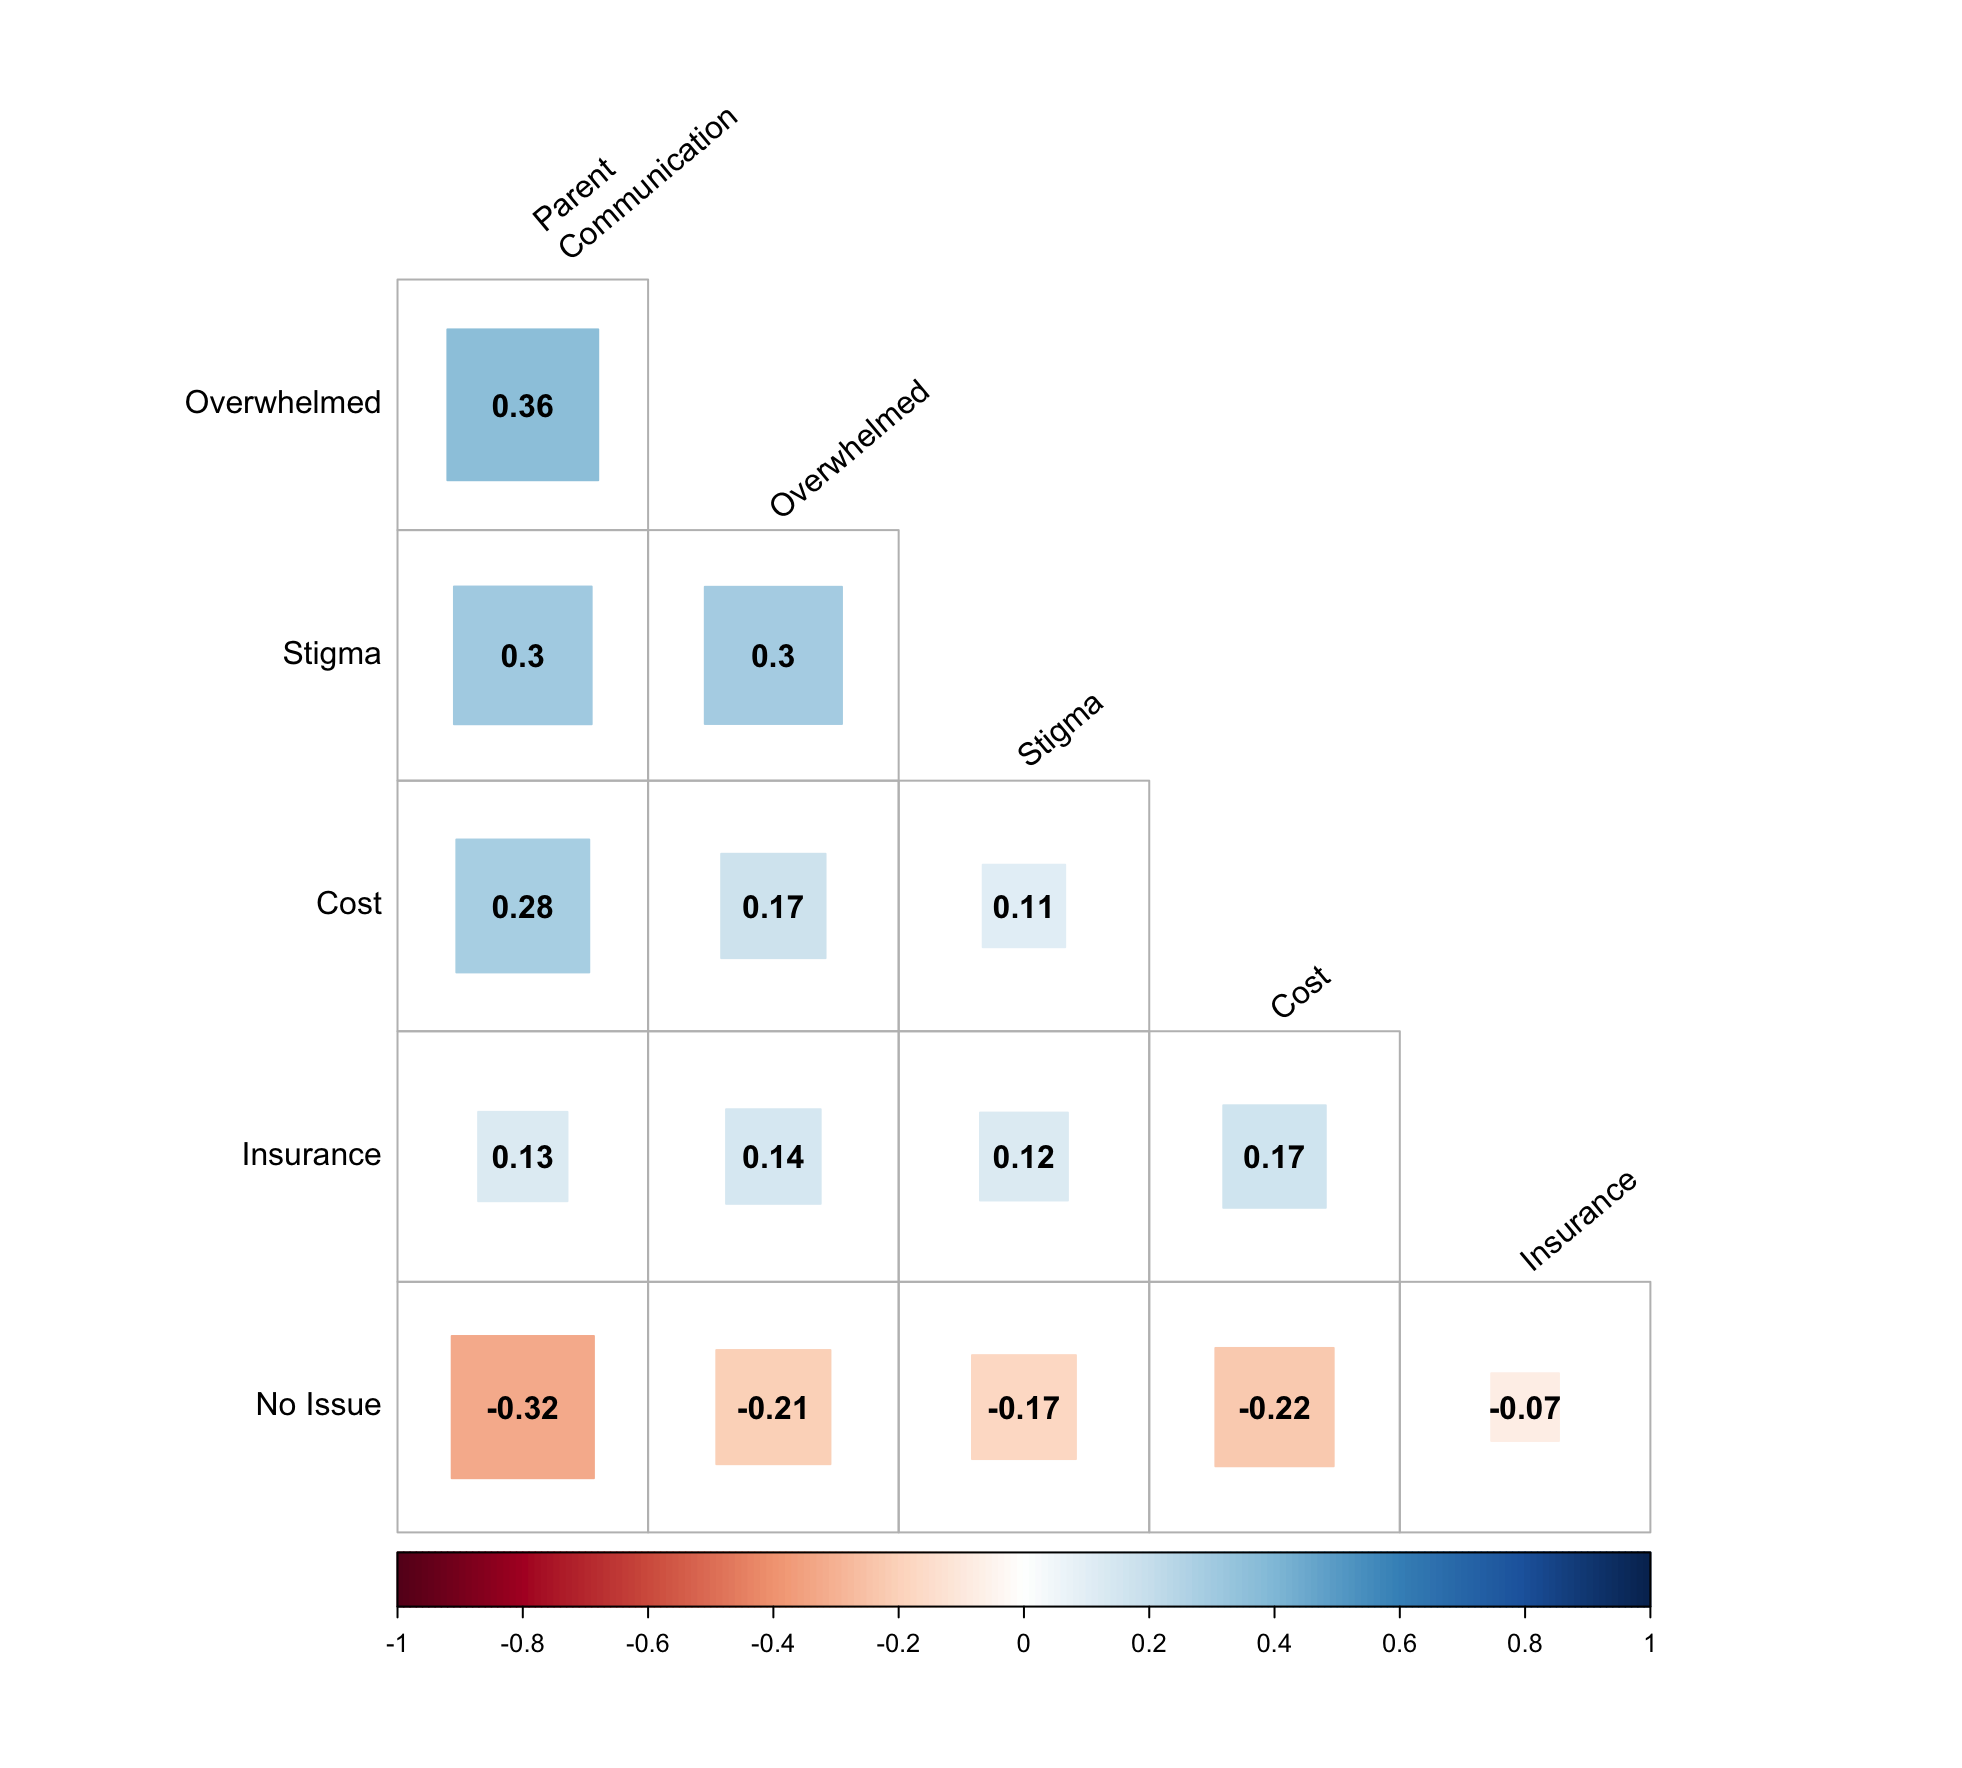 Parent
Communication
Overwhelmed
0.36
Overwhelmed
Stigma
0.3
0.3
Stigma
Cost
0.28
0.17
0.11
Cost
Insurance
0.13
0.14
0.12
0.17
Insurance
No Issue
-0.32
-0.21
-0.17
-0.22
-0.07
-1
-0.8
-0.6
-0.4
-0.2
0
0.2
0.4
0.6
0.8
1